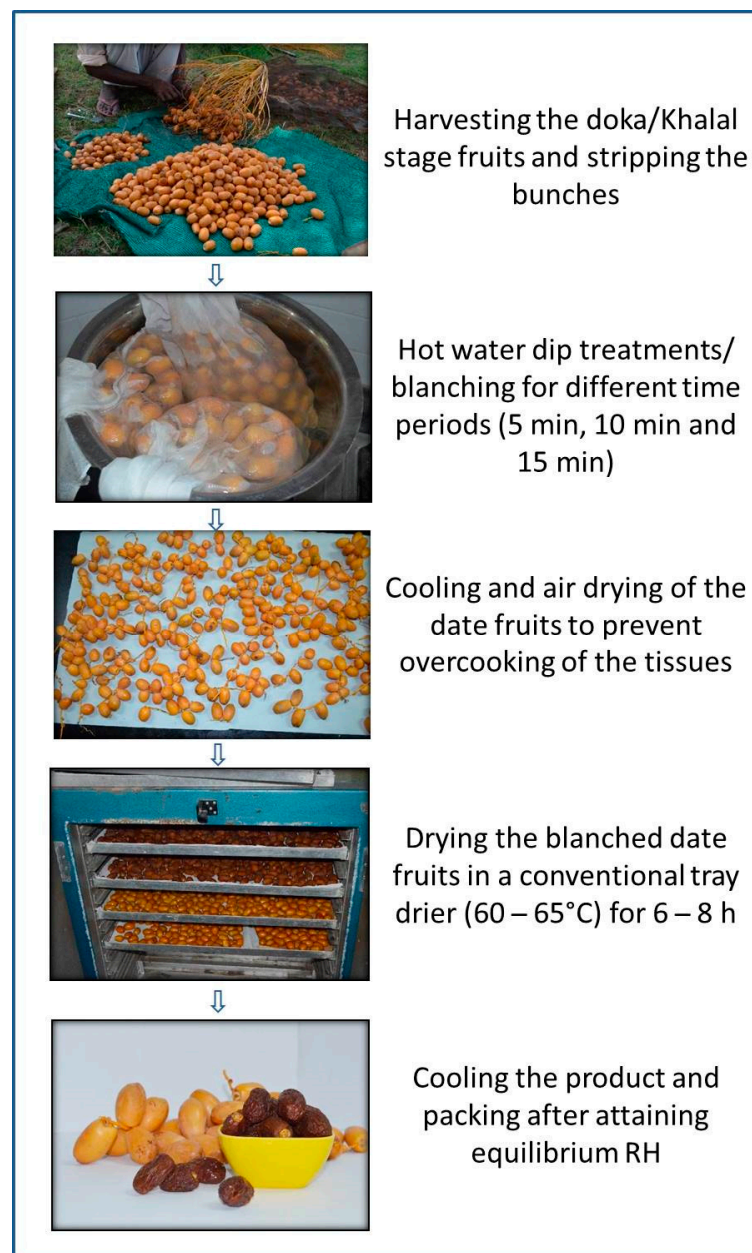 Harvesting the doka/Khalal
stage fruits and stripping the
bunches
Hot water dip treatments/
blanching for different time
periods (5 min, 10 min and
15 min)
Cooling and air drying of the
date fruits to prevent
overcooking of the tissues
Drying the blanched date
fruits in a conventional tray
drier (60 – 65°C) for 6 – 8 h
Cooling the product and
packing after attaining
equilibrium RH